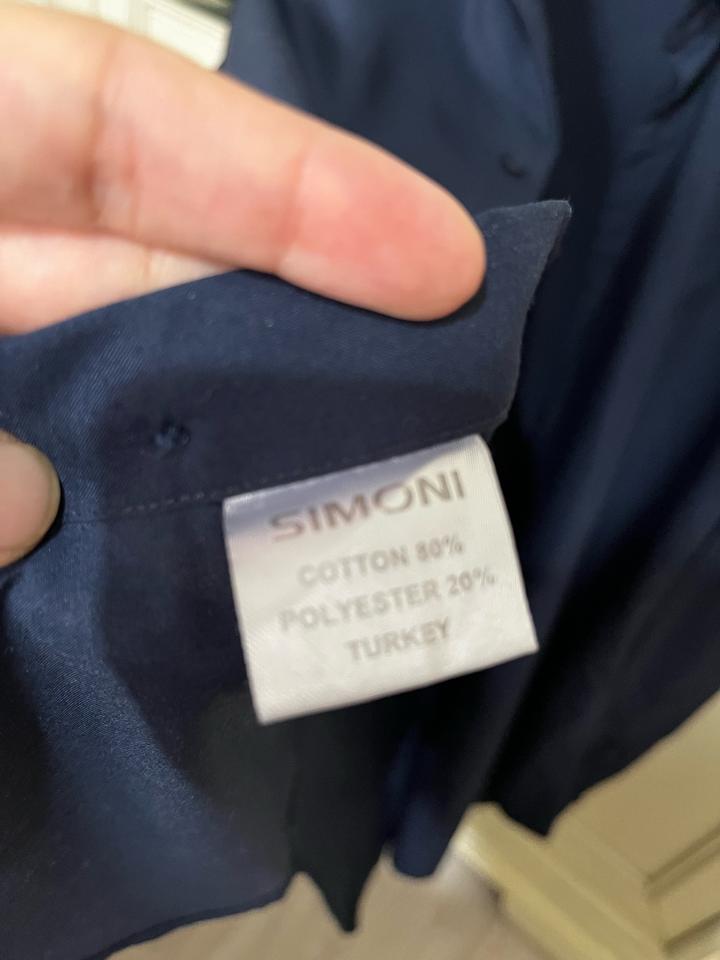 SIMONI
COTTON 80%
POLYESTER 20%
TURKEY